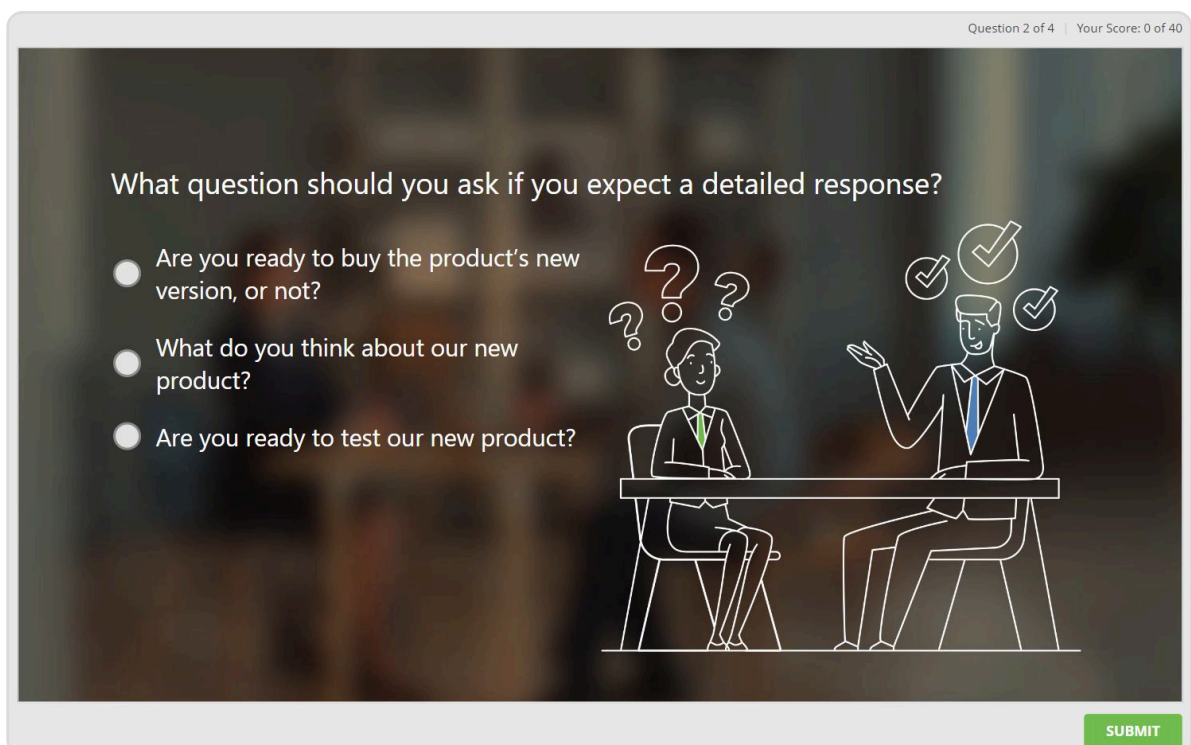 Question 2 of 4 | Your Score: 0 of 40
What question should you ask if you expect a detailed response?
Are you ready to buy the product’s new
version, or not?
What do you think about our new
product?
Are you ready to test our new product?
? ? ?
SUBMIT